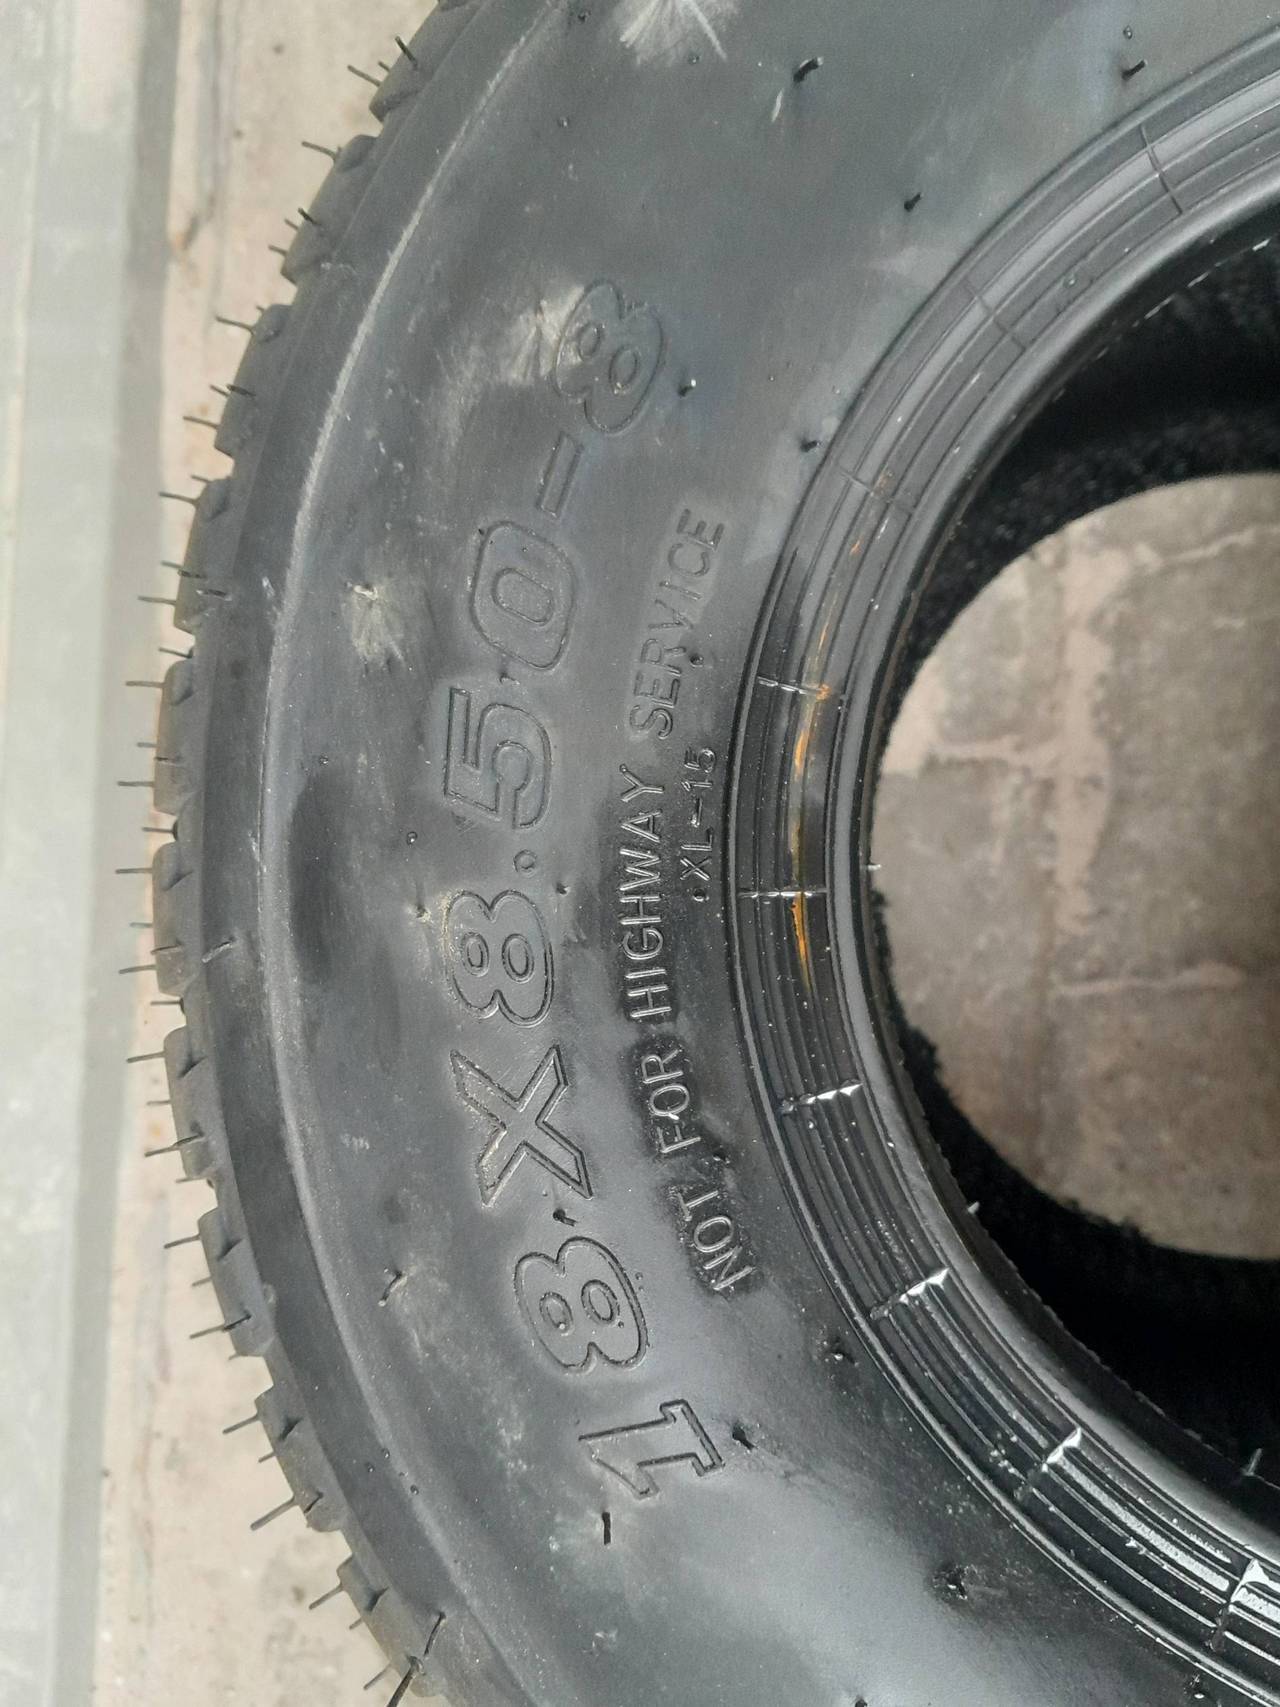 18X8.50-8
NOT FOR HIGHWAY SERVICE
.XL-15